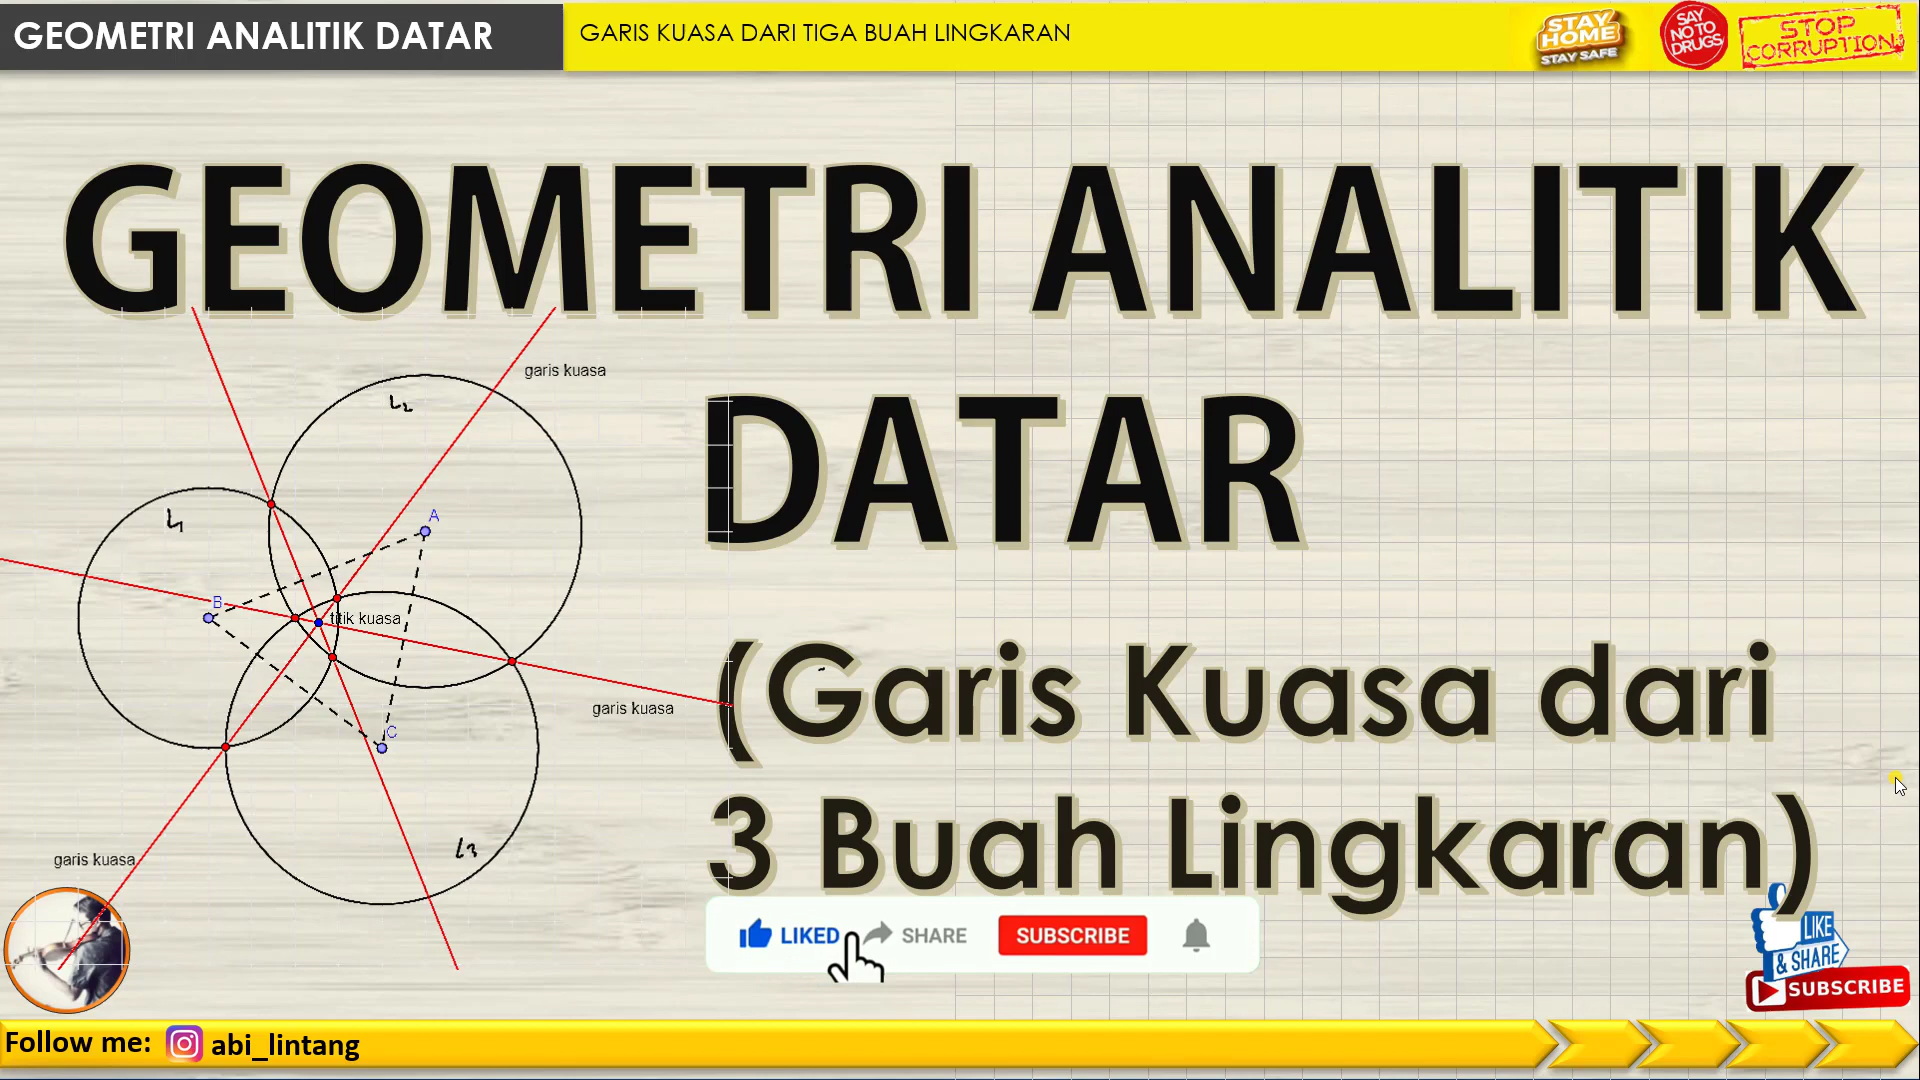 GEOMETRI ANALITIK DATAR
GARIS KUASA DARI TIGA BUAH LINGKARAN
STAY
HOME
STAY SAFE
SAY
NO TO
DRUGS
STOP
CORRUPTION
GEOMETRI ANALITIK
DATAR
(Garis Kuasa dari
3 Buah Lingkaran)
garis kuasa
L2
L1
A
B
titik kuasa
garis kuasa
C
L3
garis kuasa
LIKED
SHARE
SUBSCRIBE
LIKE
& SHARE
SUBSCRIBE
Follow me:
abi_lintang